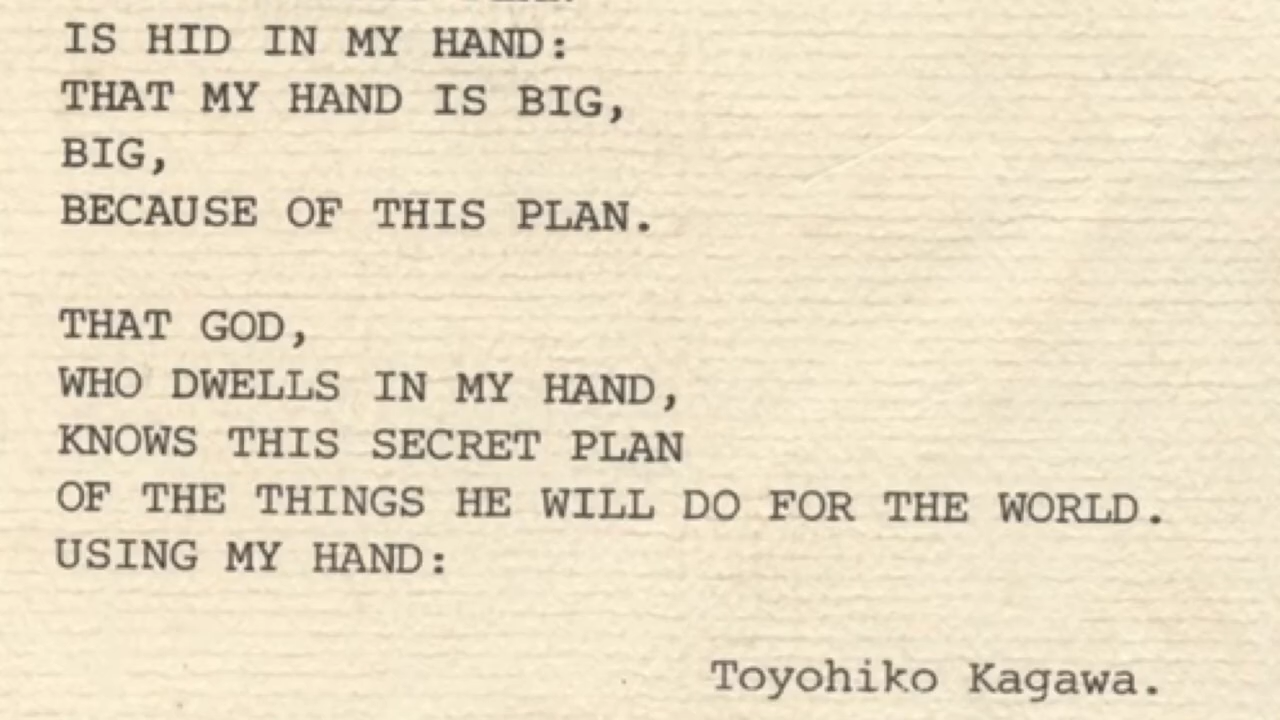 IS HID IN MY HAND:
THAT MY HAND IS BIG,
BIG,
BECAUSE OF THIS PLAN.
THAT GOD,
WHO DWELLS IN MY HAND,
KNOWS THIS SECRET PLAN
OF THE THINGS HE WILL DO FOR THE WORLD.
USING MY HAND:
Toyohiko Kagawa.